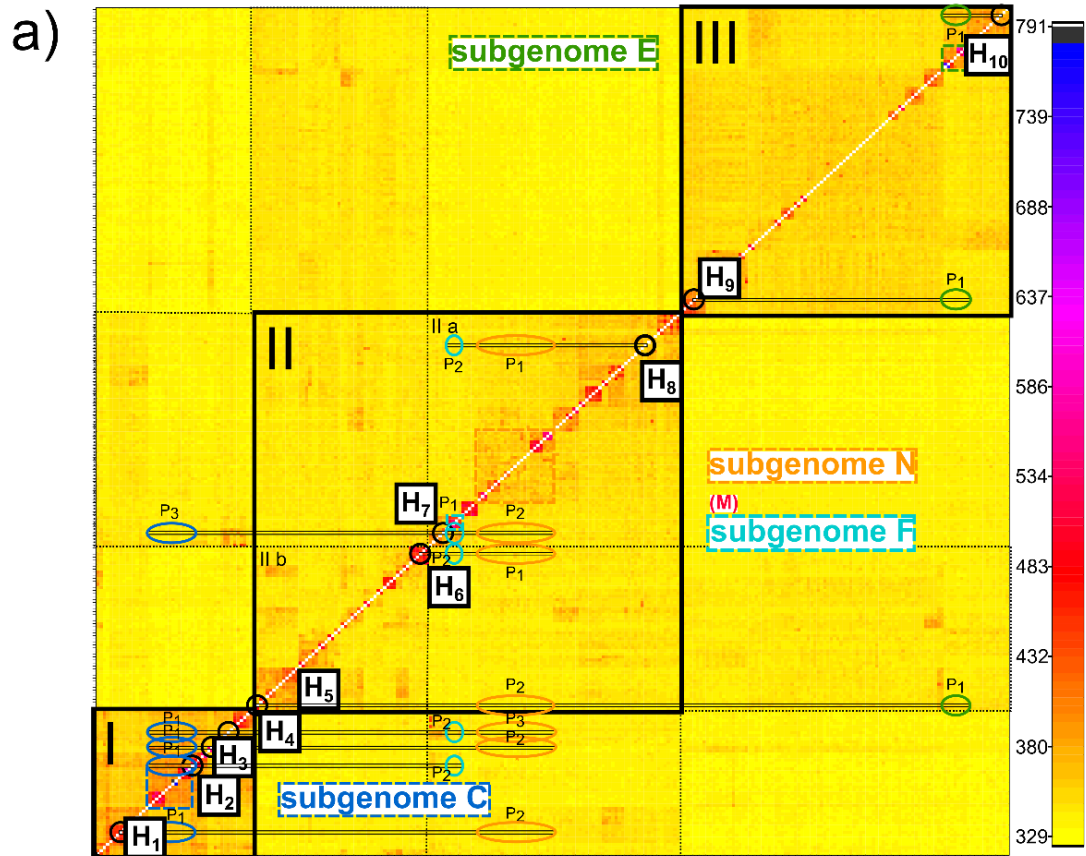 a)
III
P1
subgenome E
H10
791
739
688
637
586
534
483
432
380
329
H9
P1
II
II a
P2
P1
H8
subgenome N
(M)
subgenome F
H7
P1
P3
P2
II b
P2
P1
H6
H5
P2
P1
I
P1
P2
P3
H4
P1
P2
H3
P1
P2
H2
subgenome C
P1
P2
H1